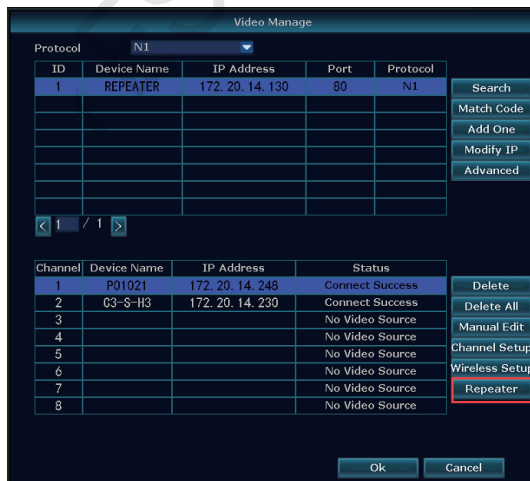 Video Manage
Protocol N1
ID Device Name IP Address Port Protocol
1 REPEATER 172. 20. 14. 130 80 N1
Search
Match Code
Add One
Modify IP
Advanced
< 1 / 1 >
Channel Device Name IP Address Status
1 P01021 172. 20. 14. 248 Connect Success Delete
2 C3-S-H3 172. 20. 14. 230 Connect Success Delete All
3 No Video Source Manual Edit
4 No Video Source Channel Setup
5 No Video Source
6 No Video Source Wireless Setup
7 No Video Source Repeater
8 No Video Source
Ok Cancel